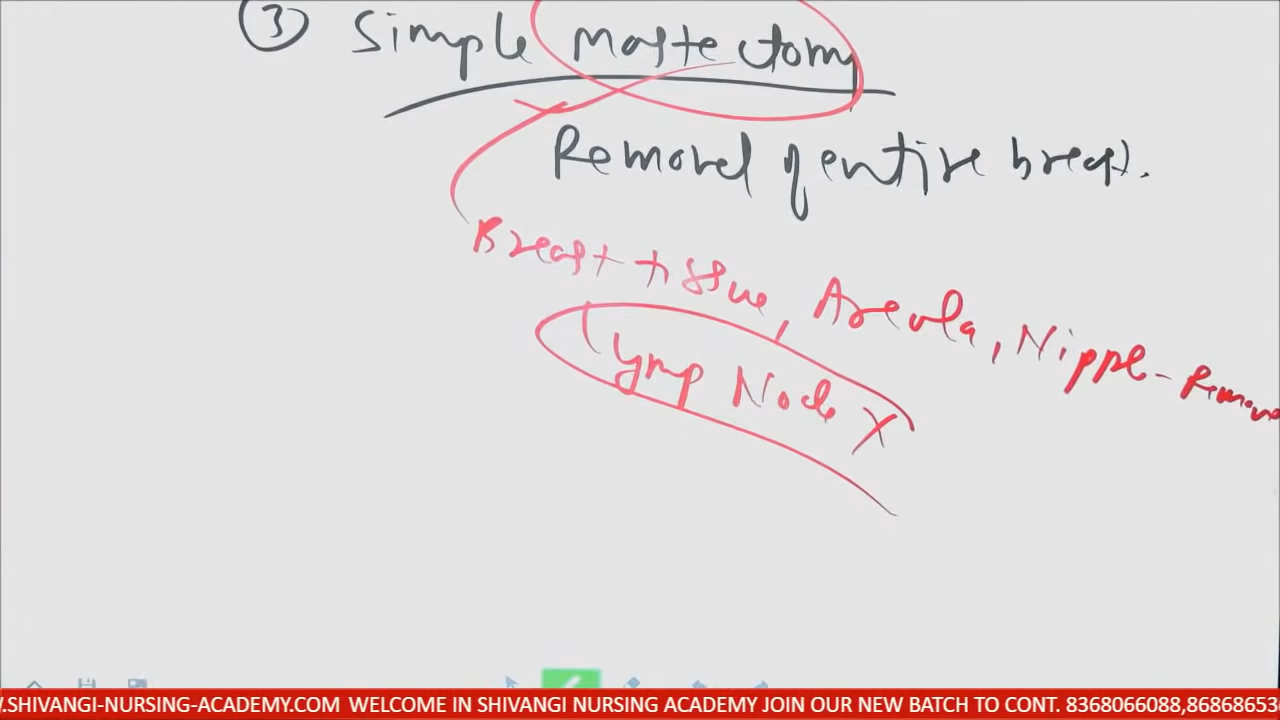 ③ Simple Mastectomy
Removal of entire breast.
Breast tissue, Areola, Nipple - Remove
Lymp Node X
W.SHIVANGI-NURSING-ACADEMY.COM WELCOME IN SHIVANGI NURSING ACADEMY JOIN OUR NEW BATCH TO CONT. 8368066088,868686530